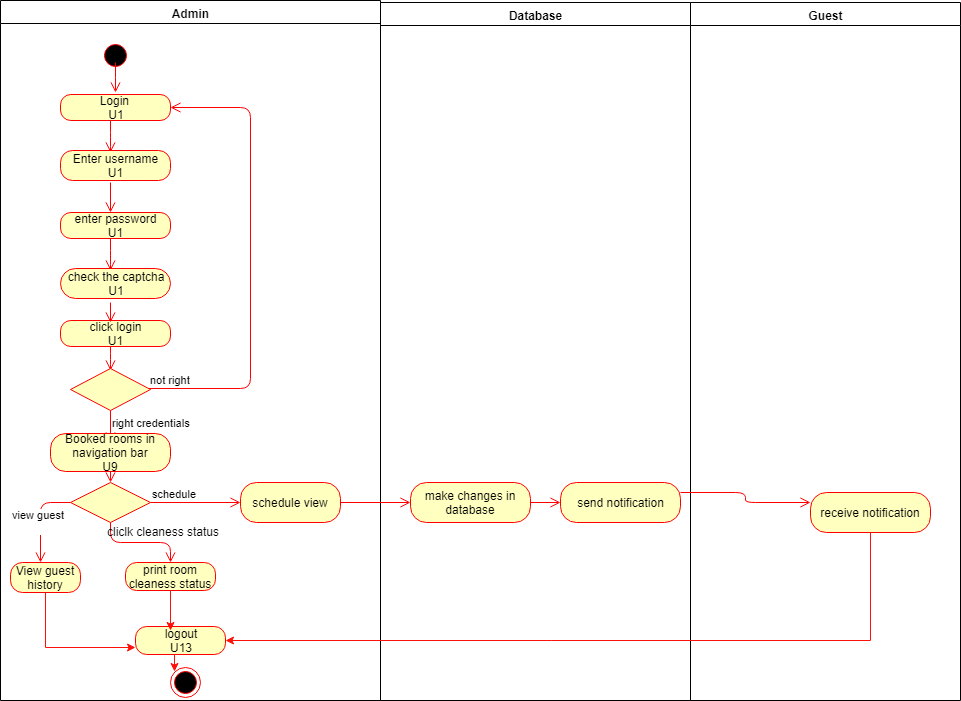 Admin
Database
Guest
Login
U1
Enter username
U1
enter password
U1
check the captcha
U1
click login
U1
not right
right credentials
Booked rooms in
navigation bar
U9
schedule
view guest
cliclk cleaness status
schedule view
make changes in
database
send notification
receive notification
View guest
history
print room
cleaness status
logout
U13